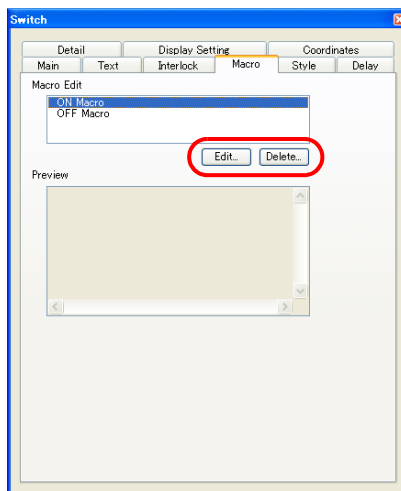 Switch
Detail Display Setting Coordinates
Main Text Interlock Macro Style Delay
Macro Edit
ON Macro
OFF Macro
Edit... Delete...
Preview